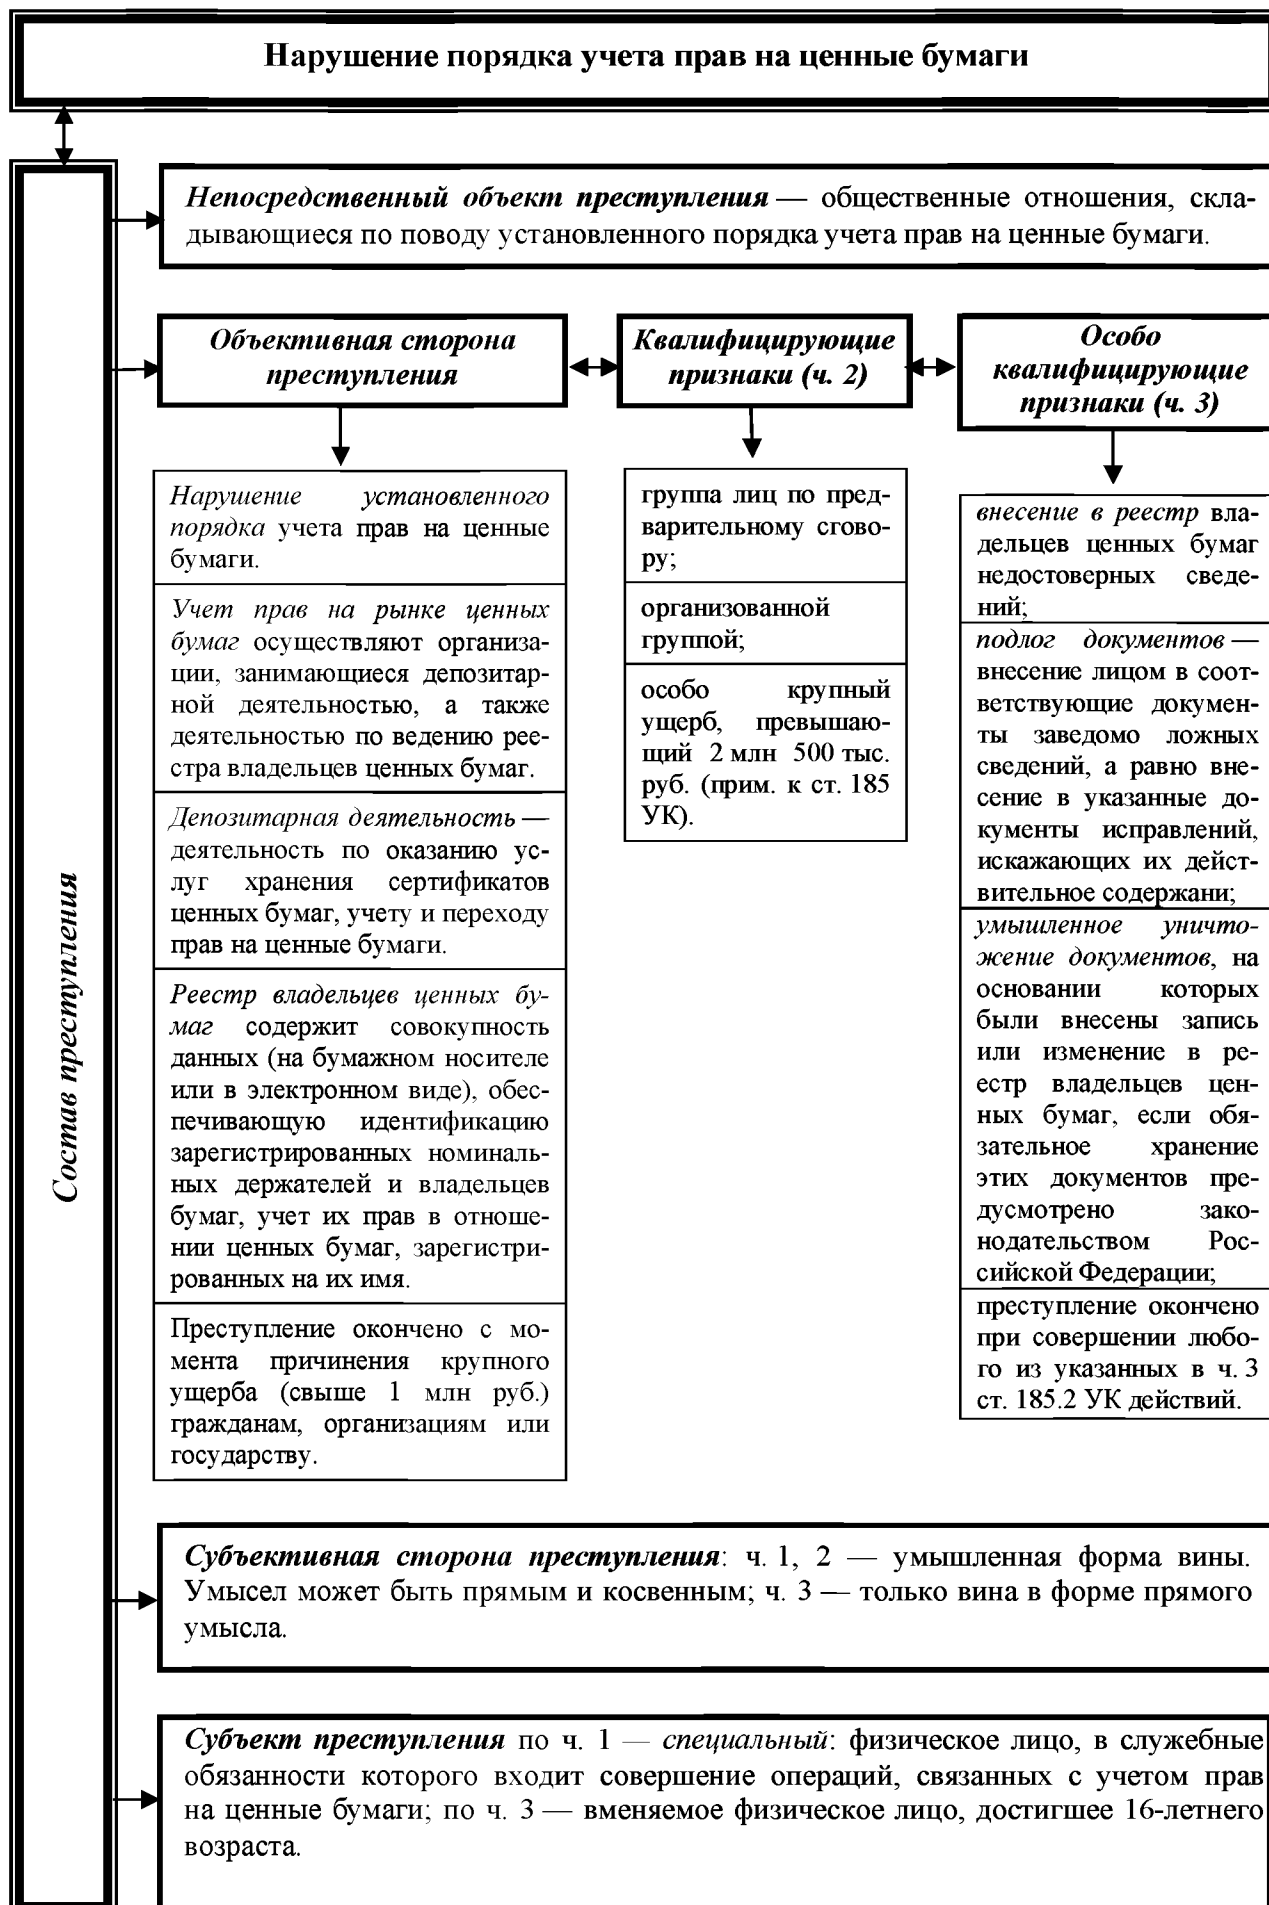 Нарушение порядка учета прав на ценные бумаги
Состав преступления
Непосредственный объект преступления — общественные отношения, скла-
дывающиеся по поводу установленного порядка учета прав на ценные бумаги.
Объективная сторона
преступления
Квалифицирующие
признаки (ч. 2)
Особо
квалифицирующие
признаки (ч. 3)
Нарушение установленного
порядка учета прав на ценные
бумаги.
Учет прав на рынке ценных
бумаг осуществляют организа-
ции, занимающиеся депозитар-
ной деятельностью, а также
деятельностью по ведению рее-
стра владельцев ценных бумаг.
Депозитарная деятельность —
деятельность по оказанию ус-
луг хранения сертификатов
ценных бумаг, учету и переходу
прав на ценные бумаги.
Реестр владельцев ценных бу-
маг содержит совокупность
данных (на бумажном носителе
или в электронном виде), обес-
печивающую идентификацию
зарегистрированных номиналь-
ных держателей и владельцев
бумаг, учет их прав в отноше-
нии ценных бумаг, зарегистри-
рованных на их имя.
Преступление окончено с мо-
мента причинения крупного
ущерба (свыше 1 млн руб.)
гражданам, организациям или
государству.
группа лиц по пред-
варительному сгово-
ру;
организованной
группой;
особо крупный
ущерб, превышаю-
щий 2 млн 500 тыс.
руб. (прим. к ст. 185
УК).
внесение в реестр вла-
дельцев ценных бумаг
недостоверных сведе-
ний;
подлог документов —
внесение лицом в соот-
ветствующие докумен-
ты заведомо ложных
сведений, а равно вне-
сение в указанные до-
кументы исправлений,
искажающих их дейст-
вительное содержани;
умышленное уничто-
жение документов, на
основании которых
были внесены запись
или изменение в ре-
естр владельцев цен-
ных бумаг, если обя-
зательное хранение
этих документов пре-
дусмотрено зако-
нодательством Рос-
сийской Федерации;
преступление окончено
при совершении любо-
го из указанных в ч. 3
ст. 185.2 УК действий.
Субъективная сторона преступления: ч. 1, 2 — умышленная форма вины.
Умысел может быть прямым и косвенным; ч. 3 — только вина в форме прямого
умысла.
Субъект преступления по ч. 1 — специальный: физическое лицо, в служебные
обязанности которого входит совершение операций, связанных с учетом прав
на ценные бумаги; по ч. 3 — вменяемое физическое лицо, достигшее 16-летнего
возраста.